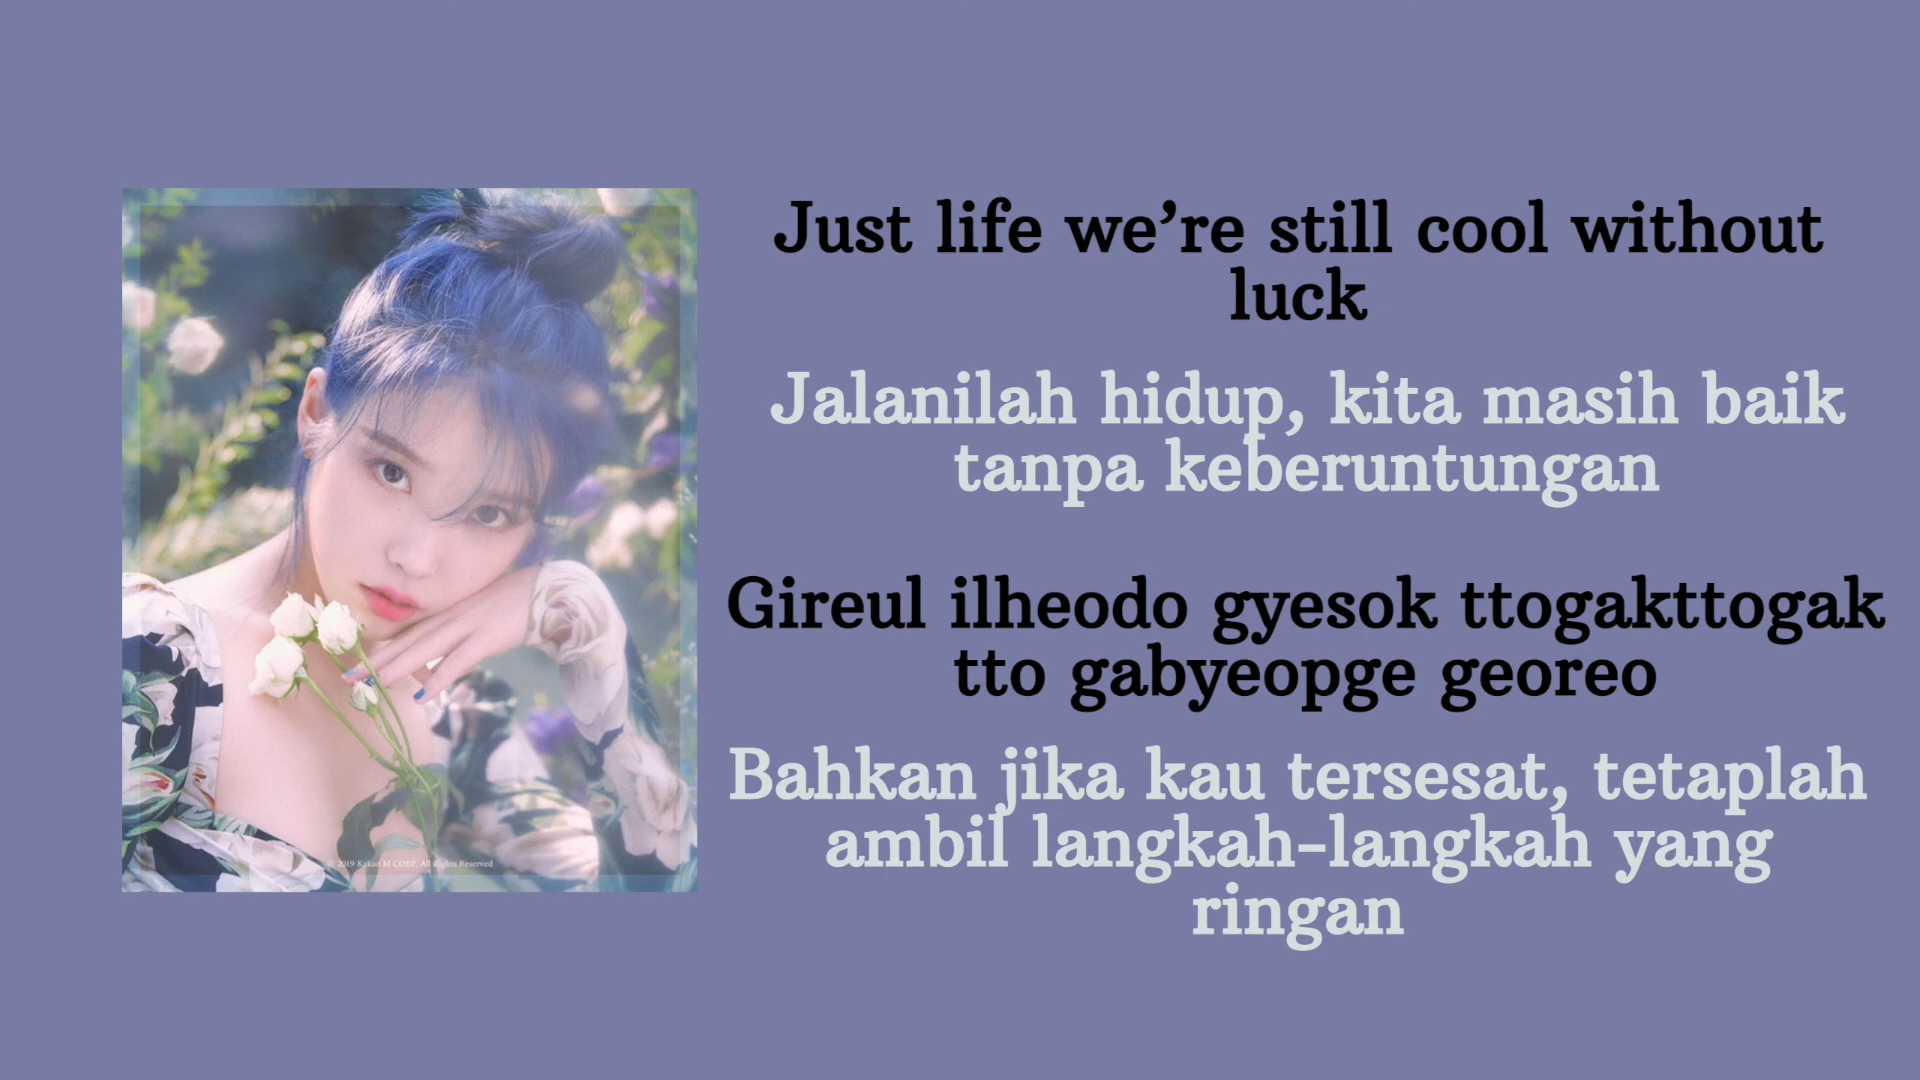 Just life we’re still cool without
luck
Jalanilah hidup, kita masih baik
tanpa keberuntungan
Gireul ilheodo gyesok ttogakttogak
tto gabyeopge georeo
Bahkan jika kau tersesat, tetaplah
ambil langkah-langkah yang
ringan
© 2019 Kakao M CORP. All Rights Reserved